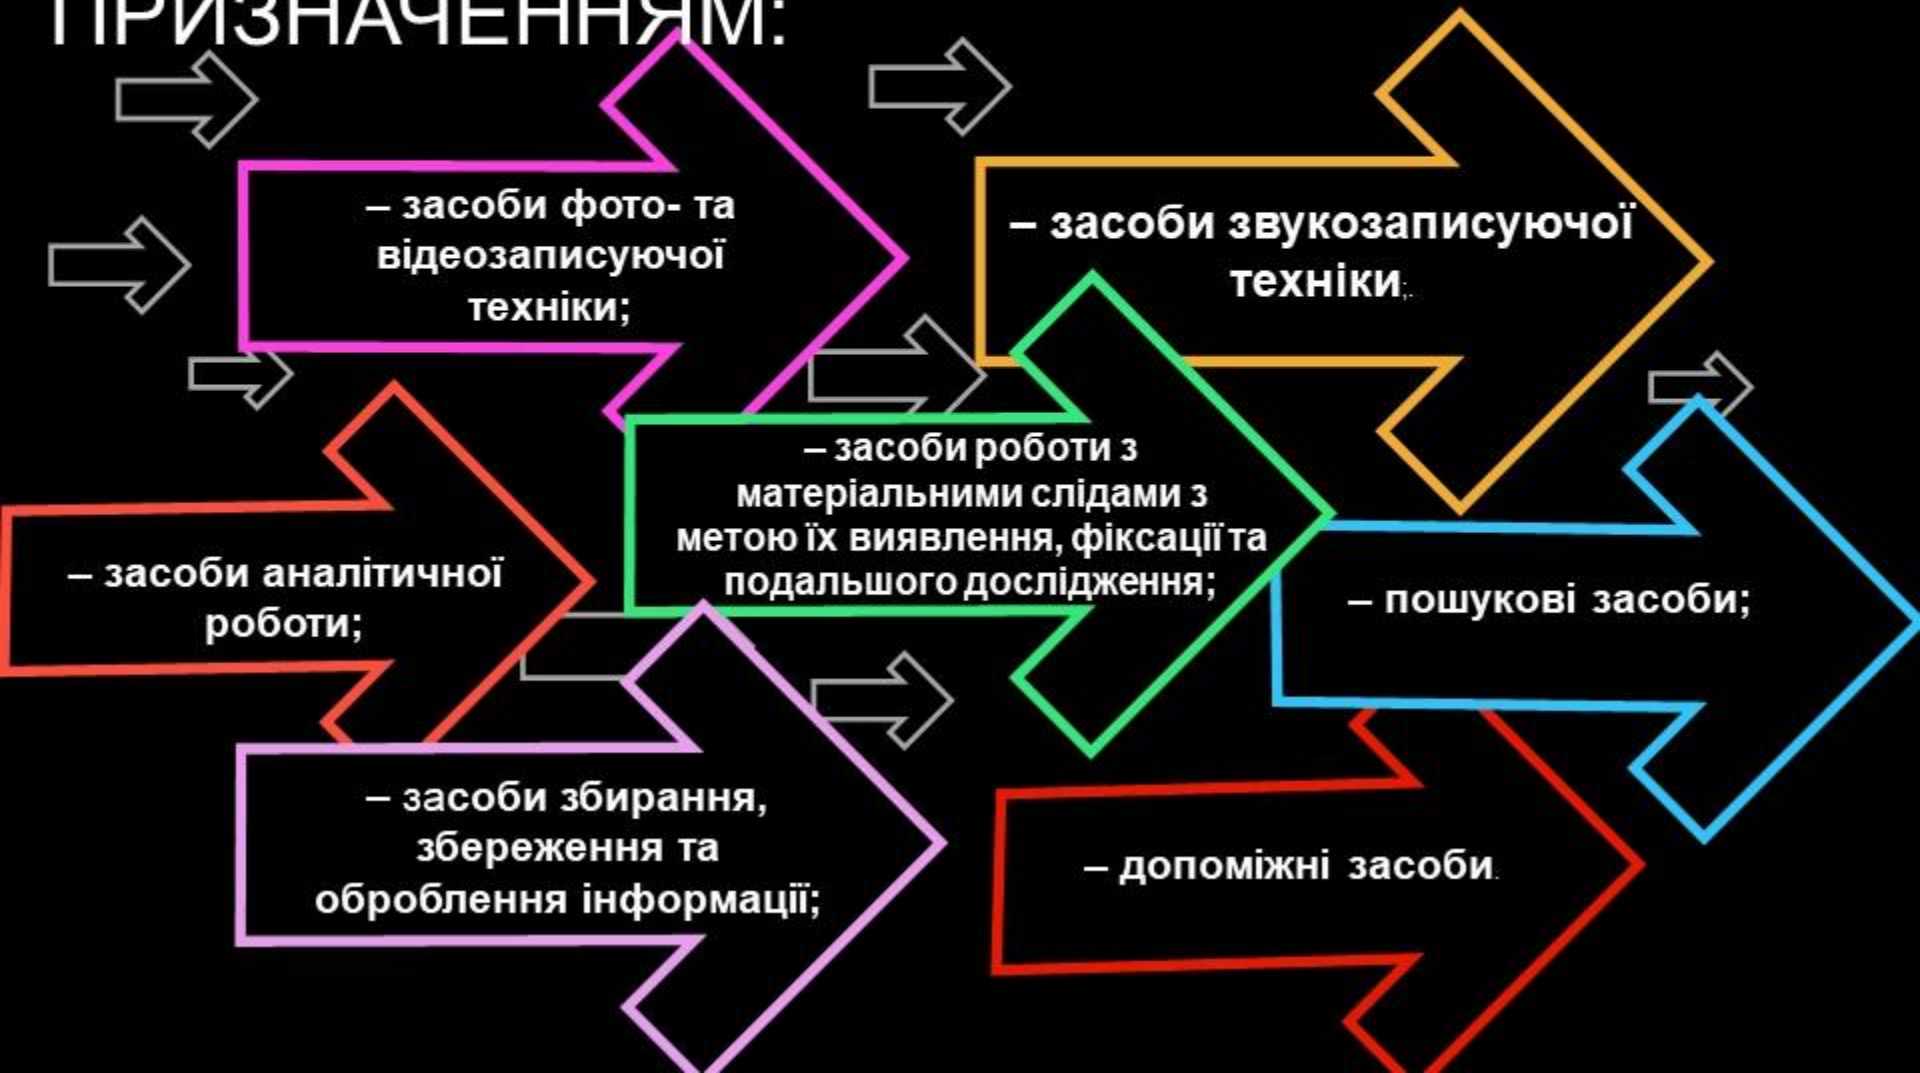 ПРИЗНАЧЕННЯМ:
– засоби фото- та
відеозаписуючої
техніки;
– засоби звукозаписуючої
техніки;.
– засоби аналітичної
роботи;
– засоби роботи з
матеріальними слідами з
метою їх виявлення, фіксації та
подальшого дослідження;
– пошукові засоби;
– засоби збирання,
збереження та
оброблення інформації;
– допоміжні засоби.